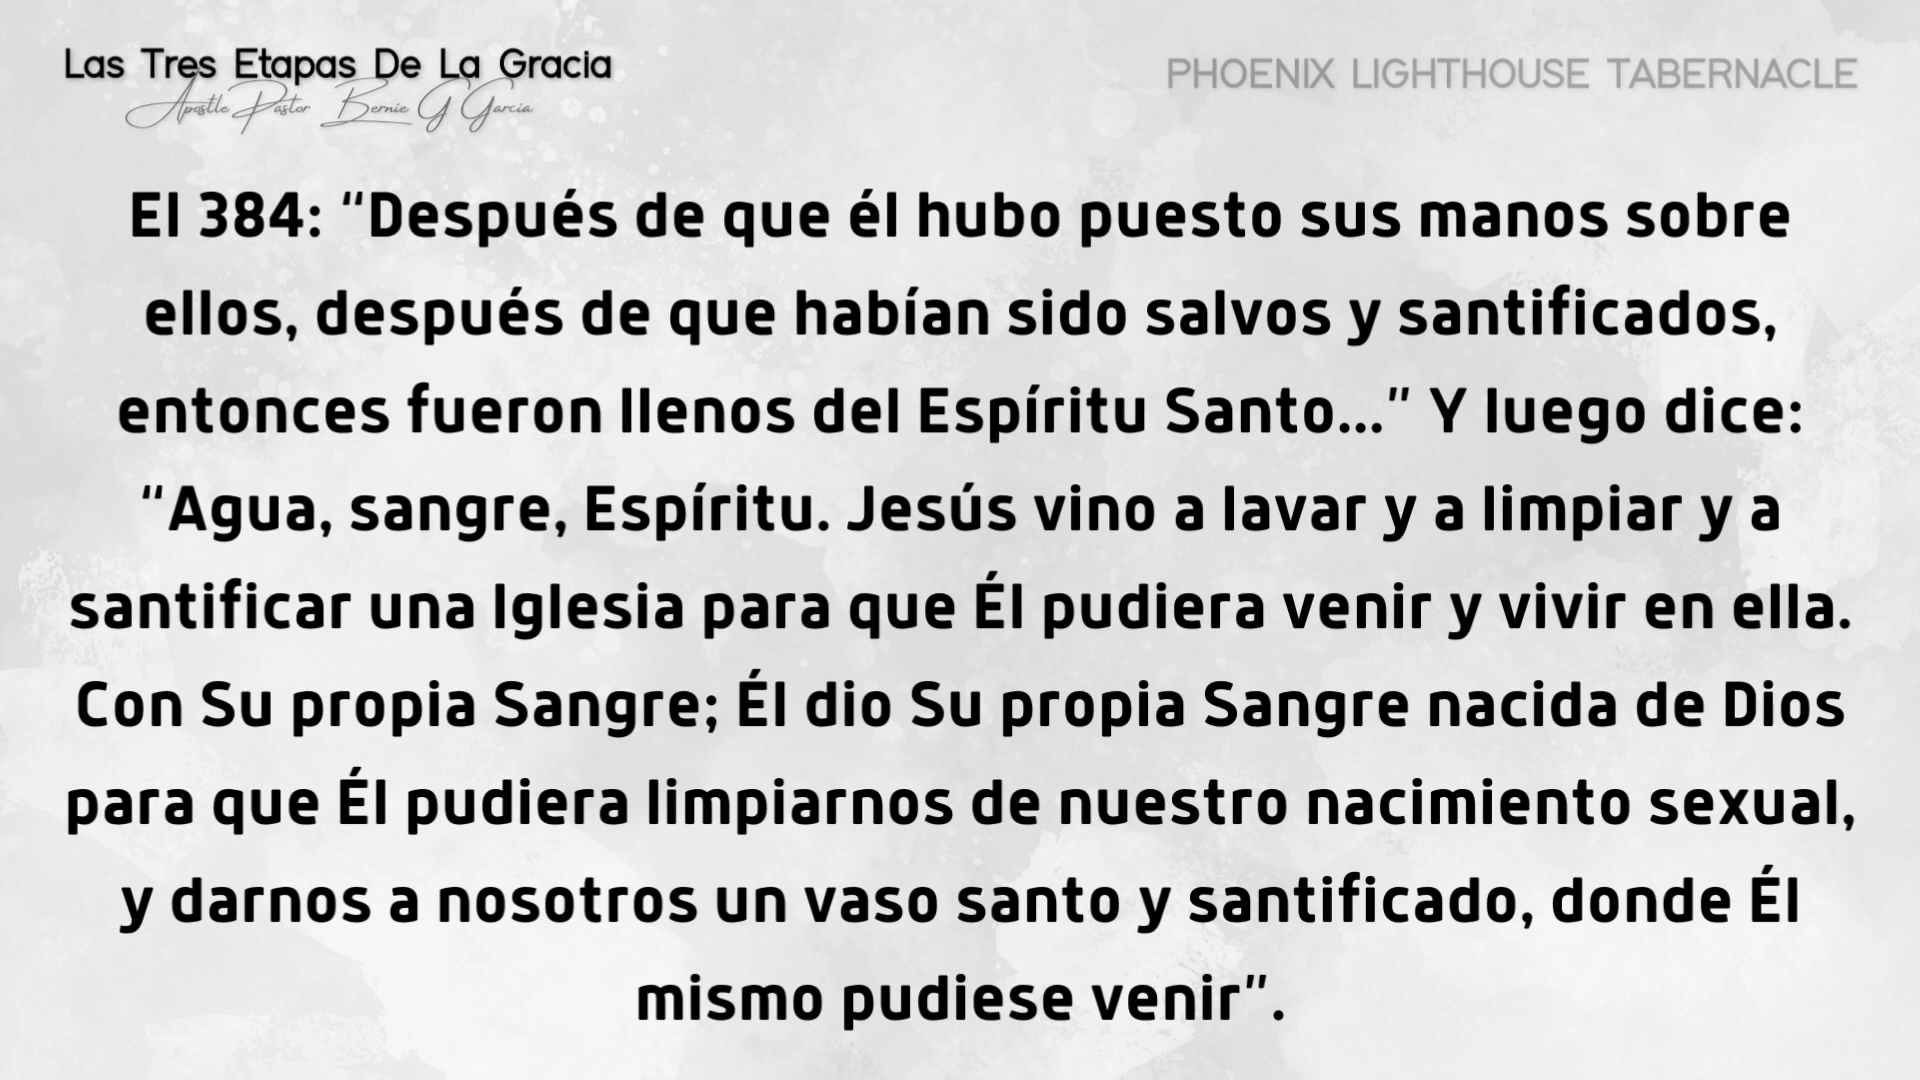 Las Tres Etapas De La Gracia
Apostle Pastor Bernie G Garcia
PHOENIX LIGHTHOUSE TABERNACLE
El 384: “Después de que él hubo puesto sus manos sobre
ellos, después de que habían sido salvos y santificados,
entonces fueron llenos del Espíritu Santo...” Y luego dice:
“Agua, sangre, Espíritu. Jesús vino a lavar y a limpiar y a
santificar una Iglesia para que Él pudiera venir y vivir en ella.
Con Su propia Sangre; Él dio Su propia Sangre nacida de Dios
para que Él pudiera limpiarnos de nuestro nacimiento sexual,
y darnos a nosotros un vaso santo y santificado, donde Él
mismo pudiese venir”.